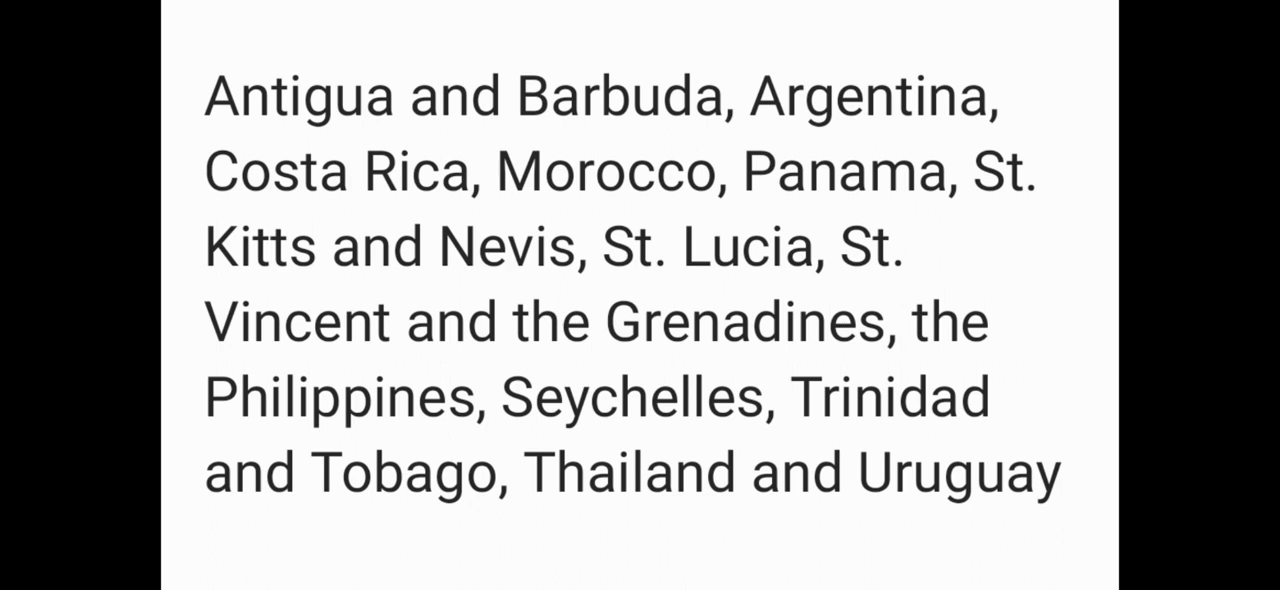 Antigua and Barbuda, Argentina,
Costa Rica, Morocco, Panama, St.
Kitts and Nevis, St. Lucia, St.
Vincent and the Grenadines, the
Philippines, Seychelles, Trinidad
and Tobago, Thailand and Uruguay